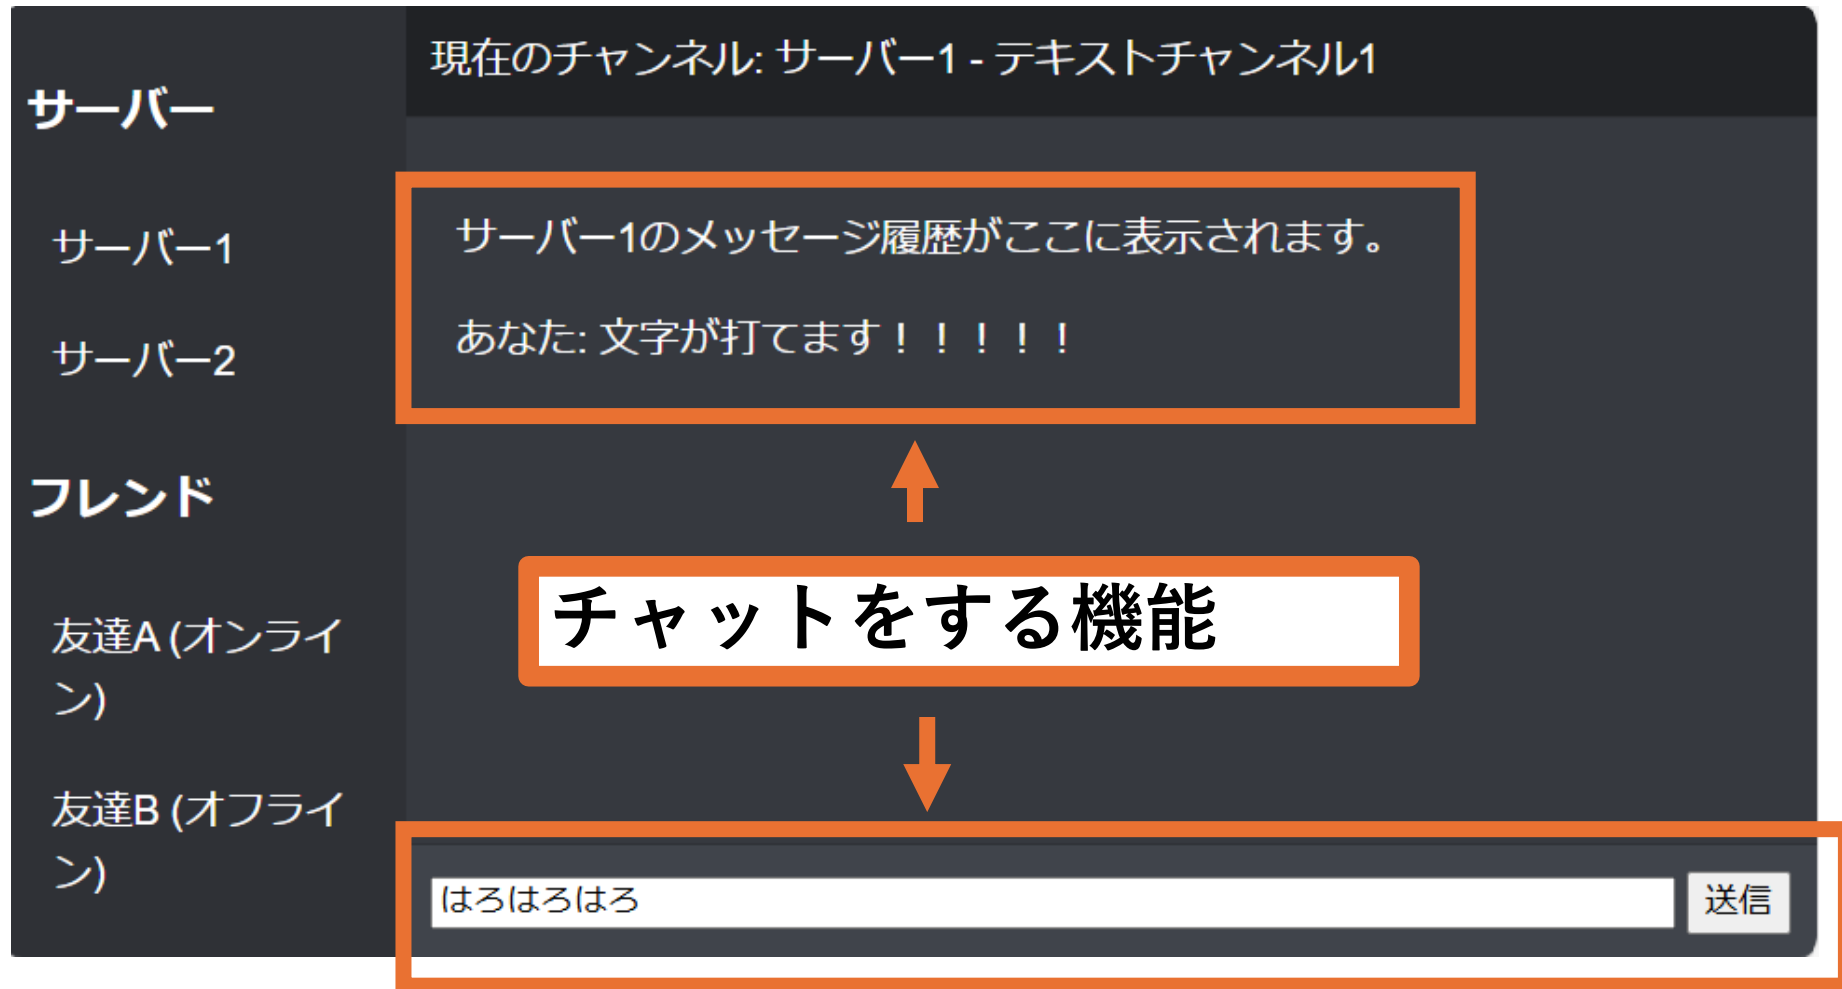 サーバー
サーバー1
サーバー2
フレンド
友達A (オンライ
ン)
友達B (オフライ
ン)
現在のチャンネル: サーバー1 - テキストチャンネル1
サーバー1のメッセージ履歴がここに表示されます。
あなた: 文字が打てます！！！！！
チャットをする機能
はろはろはろ
送信